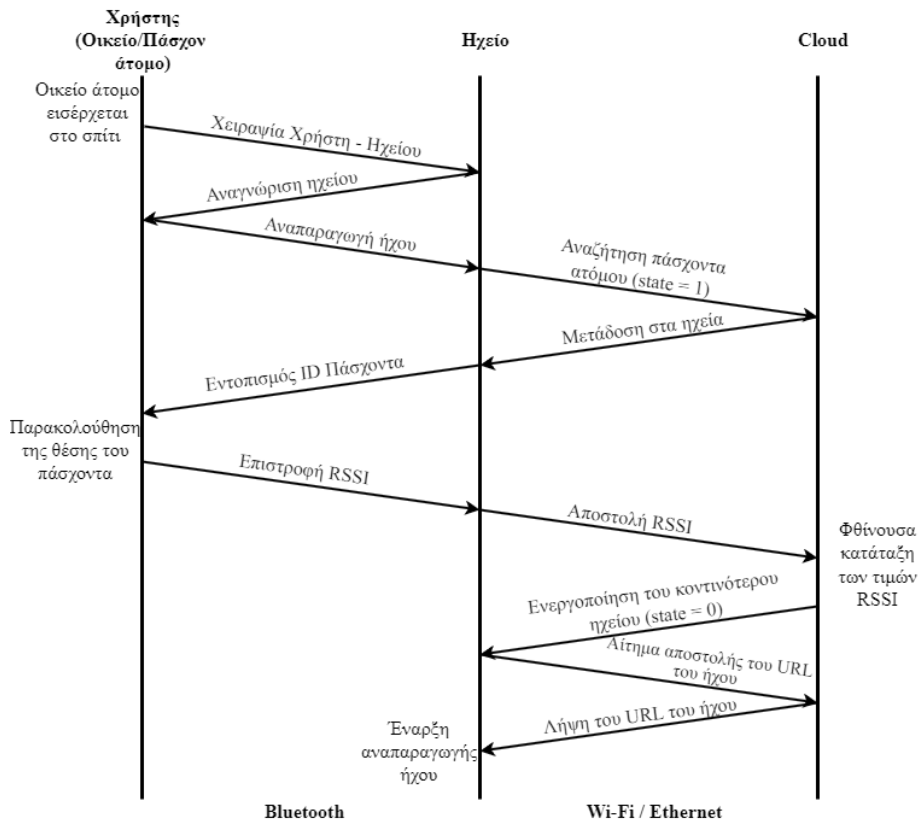 Χρήστης
(Οικείο/Πάσχον
άτομο)
Ηχείο
Cloud
Οικείο άτομο
εισέρχεται
στο σπίτι
Χειραψία Χρήστη - Ηχείου
Αναγνώριση ηχείου
Αναπαραγωγή ήχου
Αναζήτηση πάσχοντα
ατόμου (state = 1)
Μετάδοση στα ηχεία
Εντοπισμός ID Πάσχοντα
Παρακολούθηση
της θέσης του
πάσχοντα
Επιστροφή RSSI
Αποστολή RSSI
Φθίνουσα
κατάταξη
των τιμών
RSSI
Ενεργοποίηση του κοντινότερου
ηχείου (state = 0)
Αίτημα αποστολής του URL
του ήχου
Λήψη του URL του ήχου
Έναρξη
αναπαραγωγής
ήχου
Bluetooth
Wi-Fi / Ethernet